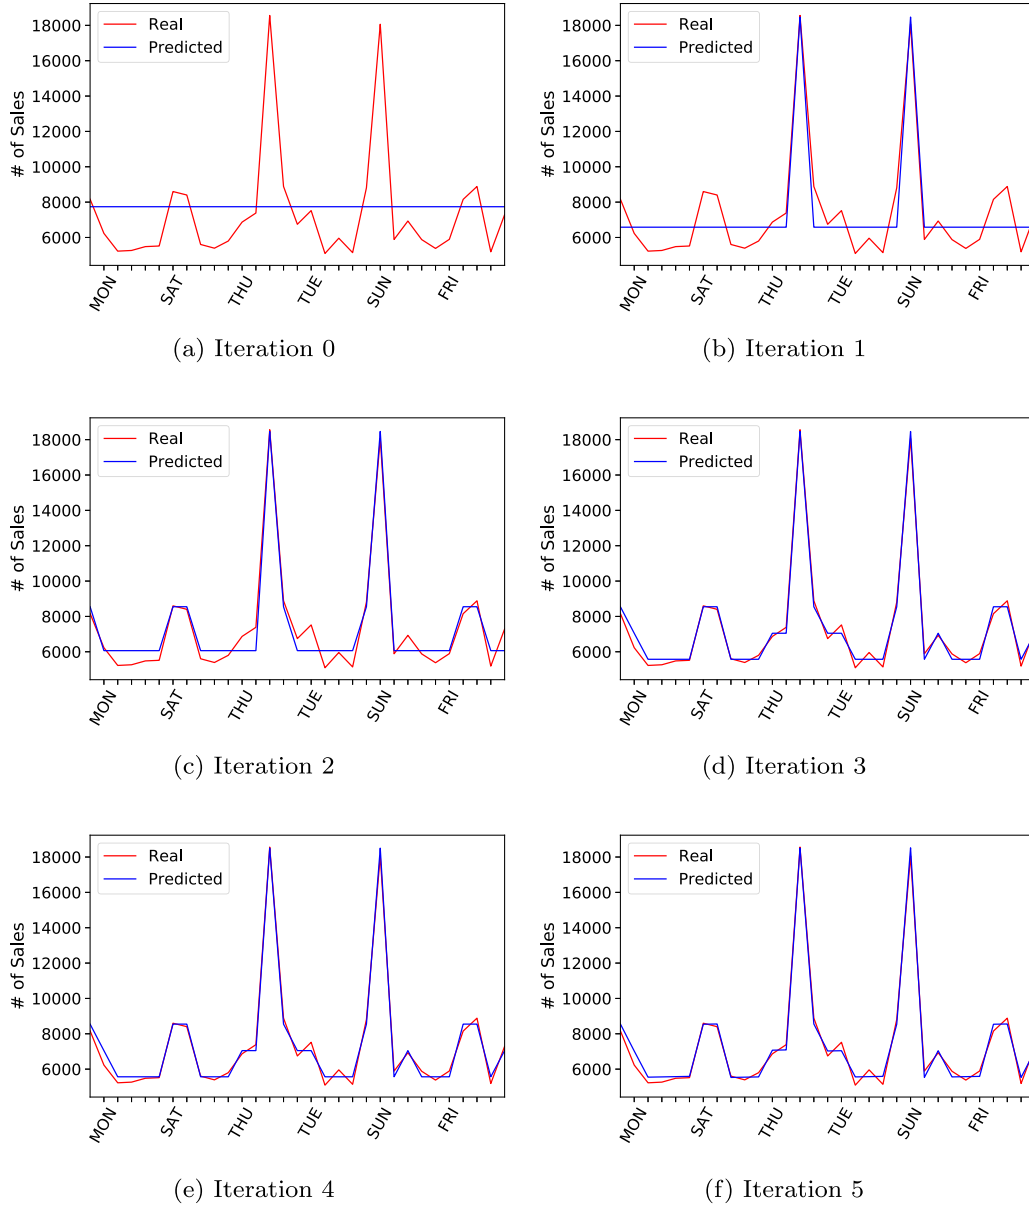 Real
Predicted
# of Sales
18000
16000
14000
12000
10000
8000
6000
MON
SAT
THU
TUE
SUN
FRI
(a) Iteration 0
Real
Predicted
# of Sales
18000
16000
14000
12000
10000
8000
6000
MON
SAT
THU
TUE
SUN
FRI
(b) Iteration 1
Real
Predicted
# of Sales
18000
16000
14000
12000
10000
8000
6000
MON
SAT
THU
TUE
SUN
FRI
(c) Iteration 2
Real
Predicted
# of Sales
18000
16000
14000
12000
10000
8000
6000
MON
SAT
THU
TUE
SUN
FRI
(d) Iteration 3
Real
Predicted
# of Sales
18000
16000
14000
12000
10000
8000
6000
MON
SAT
THU
TUE
SUN
FRI
(e) Iteration 4
Real
Predicted
# of Sales
18000
16000
14000
12000
10000
8000
6000
MON
SAT
THU
TUE
SUN
FRI
(f) Iteration 5